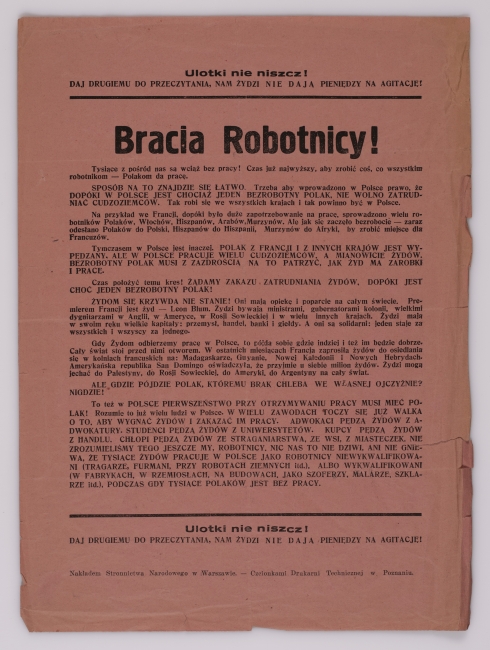 Ulotki nie niszcz!
DAJ DRUGIEMU DO PRZECZYTANIA, NAM ŻYDZI NIE DAJĄ PIENIĘDZY NA AGITACJĘ!
Bracia Robotnicy!
Tysiące z pośród nas są wciąż bez pracy! Czas już najwyższy, aby zrobić coś, co wszystkim
robotnikom — Polakom da pracę.
SPOSÓB NA TO ZNAJDZIE SIĘ ŁATWO. Trzeba aby wprowadzono w Polsce prawo, że
DOPÓKI W POLSCE JEST CHOCIAŻ JEDEN BEZROBOTNY POLAK, NIE WOLNO ZATRUD-
NIAĆ CUDZOZIEMCÓW. Tak robi się we wszystkich krajach i tak powinno być w Polsce.
Na przykład we Francji, dopóki było dużo zapotrzebowanie na pracę, sprowadzono wielu ro-
botników Polaków, Włochów, Hiszpanów, Arabów, Murzynów. Ale jak się zaczęło bezrobocie — zaraz
odesłano Polaków do Polski, Hiszpanów do Hiszpanii, Murzynów do Afryki, by zrobić miejsce dla
Francuzów.
Tymczasem w Polsce jest inaczej. POLAK Z FRANCJI I Z INNYCH KRAJÓW JEST WY-
PĘDZANY, ALE W POLSCE PRACUJE WIELU CUDZOZIEMCÓW, A MIANOWICIE ŻYDÓW,
BEZROBOTNY POLAK MUSI Z ZAZDROŚCIĄ NA TO PATRZYĆ, JAK ŻYD MA ZAROBKI
I PRACĘ.
Czas położyć temu kres! ŻĄDAMY ZAKAZU ZATRUDNIANIA ŻYDÓW, DOPÓKI JEST
CHOĆ JEDEN BEZROBOTNY POLAK!
ŻYDOM SIĘ KRZYWDA NIE STANIE! Oni mają opiekę i poparcie na całym świecie. Pre-
mierem Francji jest żyd — Leon Blum. Żydzi bywają ministrami, gubernatorami kolonii, wielkimi
dygnitarzami w Anglii, w Ameryce, w Rosji Sowieckiej i w wielu innych krajach. Żydzi mają
w swoim ręku wielkie kapitały; przemysł, handel, banki i giełdy. A oni są solidarni: jeden staje za
wszystkich i wszyscy za jednego.
Gdy Żydom odbierzemy pracę w Polsce, to pójdą sobie gdzie indziej i też im będzie dobrze.
Cały świat stoi przed nimi otworem. W ostatnich miesiącach Francja zaprosiła żydów do osiedlania
się w koloniach francuskich na: Madagaskarze, Guyanie, Nowej Kaledonii i Nowych Hebrydach-
Amerykańska republika San Domingo oświadczyła, że przyjmie u siebie milion żydów. Żydzi mogą
jechać do Palestyny, do Rosji Sowieckiej, do Ameryki, do Argentyny na cały świat.
ALE GDZIE PÓJDZIE POLAK, KTÓREMU BRAK CHLEBA WE WŁASNEJ OJCZYŹNIE?
NIGDZIE!
To też w POLSCE PIERWSZEŃSTWO PRZY OTRZYMYWANIU PRACY MUSI MIEĆ PO-
LAK! Rozumie to już wielu ludzi w Polsce. W WIELU ZAWODACH TOCZY SIĘ JUŻ WALKA
O TO, ABY WYGNAĆ ŻYDÓW I ZAKAZAĆ IM PRACY. ADWOKACI PĘDZĄ ŻYDÓW Z A-
DWOKATURY. STUDENCI PĘDZĄ ŻYDÓW Z UNIWERSYTETÓW. KUPCY PĘDZĄ ŻYDÓW
Z HANDLU. CHŁOPI PĘDZĄ ŻYDÓW ZE STRAGANIARSTWA, ZE WSI, Z MIASTECZEK. NIE
ZROZUMIELIŚMY TEGO JESZCZE MY, ROBOTNICY, NIC NAS TO NIE DZIWI, ANI NIE GNIE-
WA, ŻE TYSIĄCE ŻYDÓW PRACUJE W POLSCE JAKO ROBOTNICY NIEWYKWALIFIKOWA-
NI (TRAGARZE, FURMANI, PRZY ROBOTACH ZIEMNYCH itd.), ALBO WYKWALIFIKOWANI
(W FABRYKACH, W RZEMIOSŁACH, NA BUDOWACH, JAKO SZOFERZY, MALARZE, SZKLA-
RZE itd.), PODCZAS GDY TYSIĄCE POLAKÓW JEST BEZ PRACY.
Ulotki nie niszcz!
DAJ DRUGIEMU DO PRZECZYTANIA, NAM ŻYDZI NIE DAJĄ PIENIĘDZY NA AGITACJĘ!
Nakładem Stronnictwa Narodowego w Warszawie. — Czcionkami Drukarni Technicznej w Poznaniu.